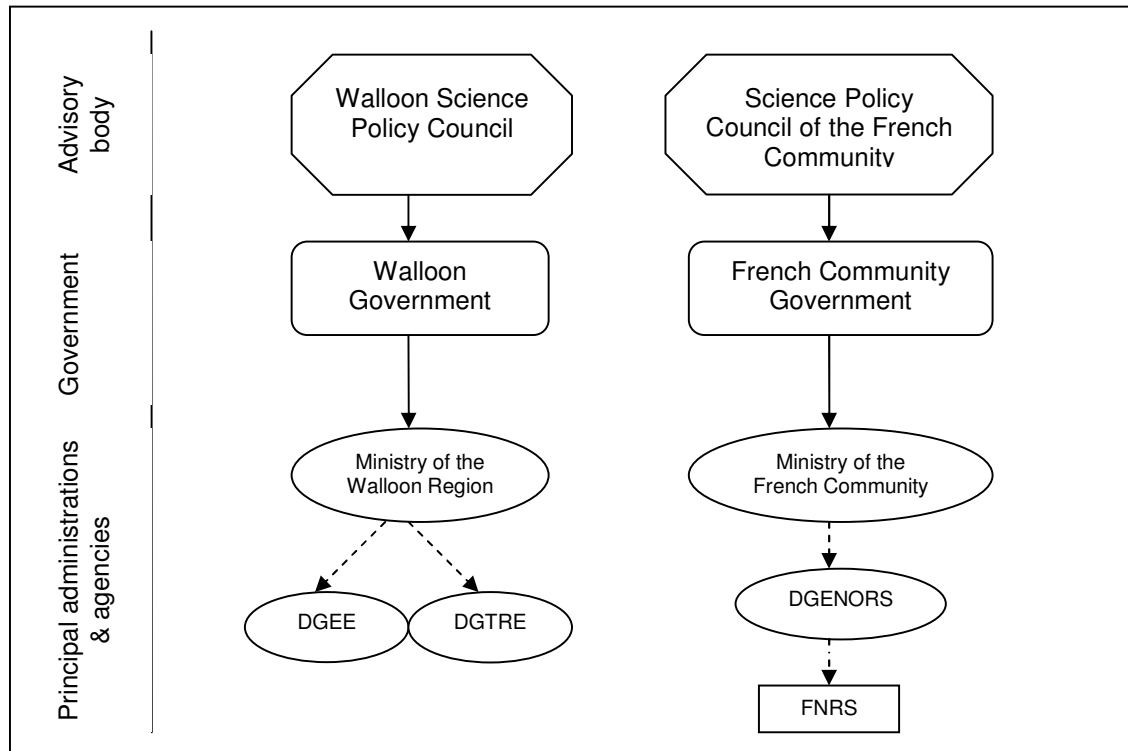 Advisory
body
Walloon Science
Policy Council
Science Policy
Council of the French
Community
Government
Walloon
Government
French Community
Government
Principal administrations
& agencies
Ministry of the
Walloon Region
Ministry of the
French Community
DGEE
DGTRE
DGENORS
FNRS